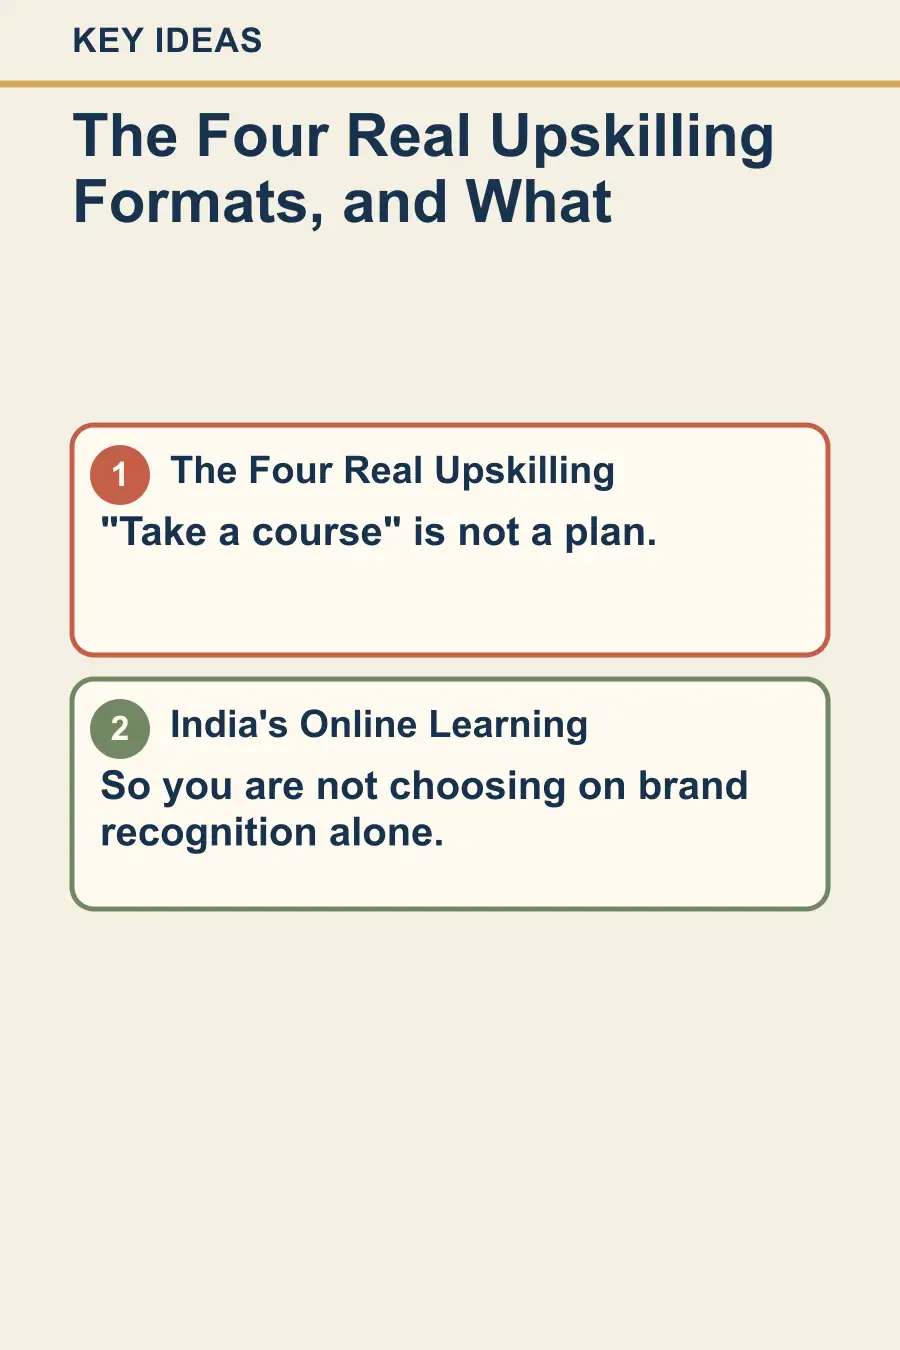 KEY IDEAS
The Four Real Upskilling
Formats, and What
1 The Four Real Upskilling
"Take a course" is not a plan.
2 India's Online Learning
So you are not choosing on brand
recognition alone.